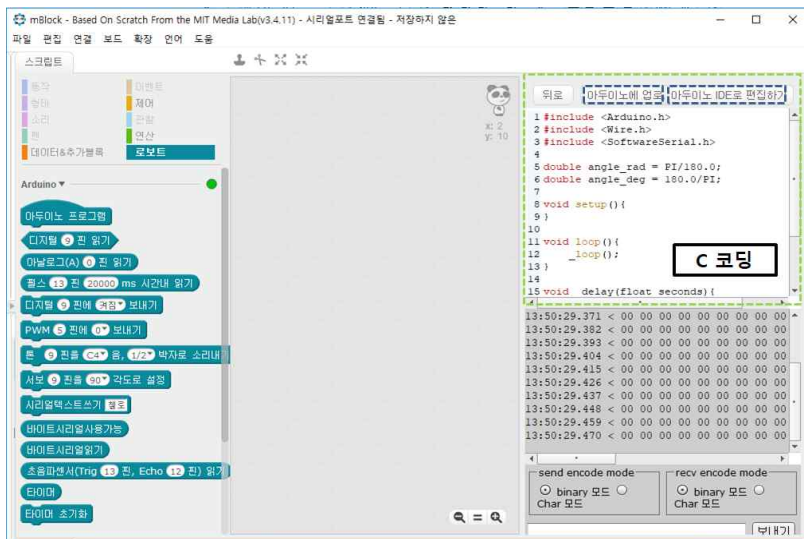 mBlock - Based On Scratch From the MIT Media Lab(v3.4.11) - 시리얼포트 연결됨 - 저장하지 않은
파일 편집 연결 보드 확장 언어 도움
스크립트
동작 이벤트
형태 제어
소리 관찰
펜 연산
데이터&추가블록 로보트
Arduino
아두이노 프로그램
디지털 9 핀 읽기
아날로그(A) 0 핀 읽기
펄스 13 핀 20000 ms 시간내 읽기
디지털 9 핀에 켜짐 보내기
PWM 5 핀에 0 보내기
톤 9 핀을 C4 음, 1/2 박자로 소리내
서보 9 핀을 90 각도로 설정
시리얼텍스트쓰기 헬로
바이트시리얼사용가능
바이트시리얼읽기
초음파센서(Trig 13 핀, Echo 12 핀) 읽기
타이머
타이머 초기화
x: 2
y: 10
뒤로 아두이노에 업로 아두이노 IDE로 편집하기
1 #include <Arduino.h>
2 #include <Wire.h>
3 #include <SoftwareSerial.h>
4
5 double angle_rad = PI/180.0;
6 double angle_deg = 180.0/PI;
7
8 void setup(){
9 }
10
11 void loop(){
12 _loop();
13 }
14
15 void _delay(float seconds){
C 코딩
13:50:29.371 < 00 00 00 00 00 00 00 00
13:50:29.382 < 00 00 00 00 00 00 00 00
13:50:29.393 < 00 00 00 00 00 00 00 00
13:50:29.404 < 00 00 00 00 00 00 00 00
13:50:29.415 < 00 00 00 00 00 00 00 00
13:50:29.426 < 00 00 00 00 00 00 00 00
13:50:29.437 < 00 00 00 00 00 00 00 00
13:50:29.448 < 00 00 00 00 00 00 00 00
13:50:29.459 < 00 00 00 00 00 00 00 00
13:50:29.470 < 00 00 00 00 00 00 00 00
send encode mode recv encode mode
binary 모드 binary 모드
Char 모드 Char 모드
보내기